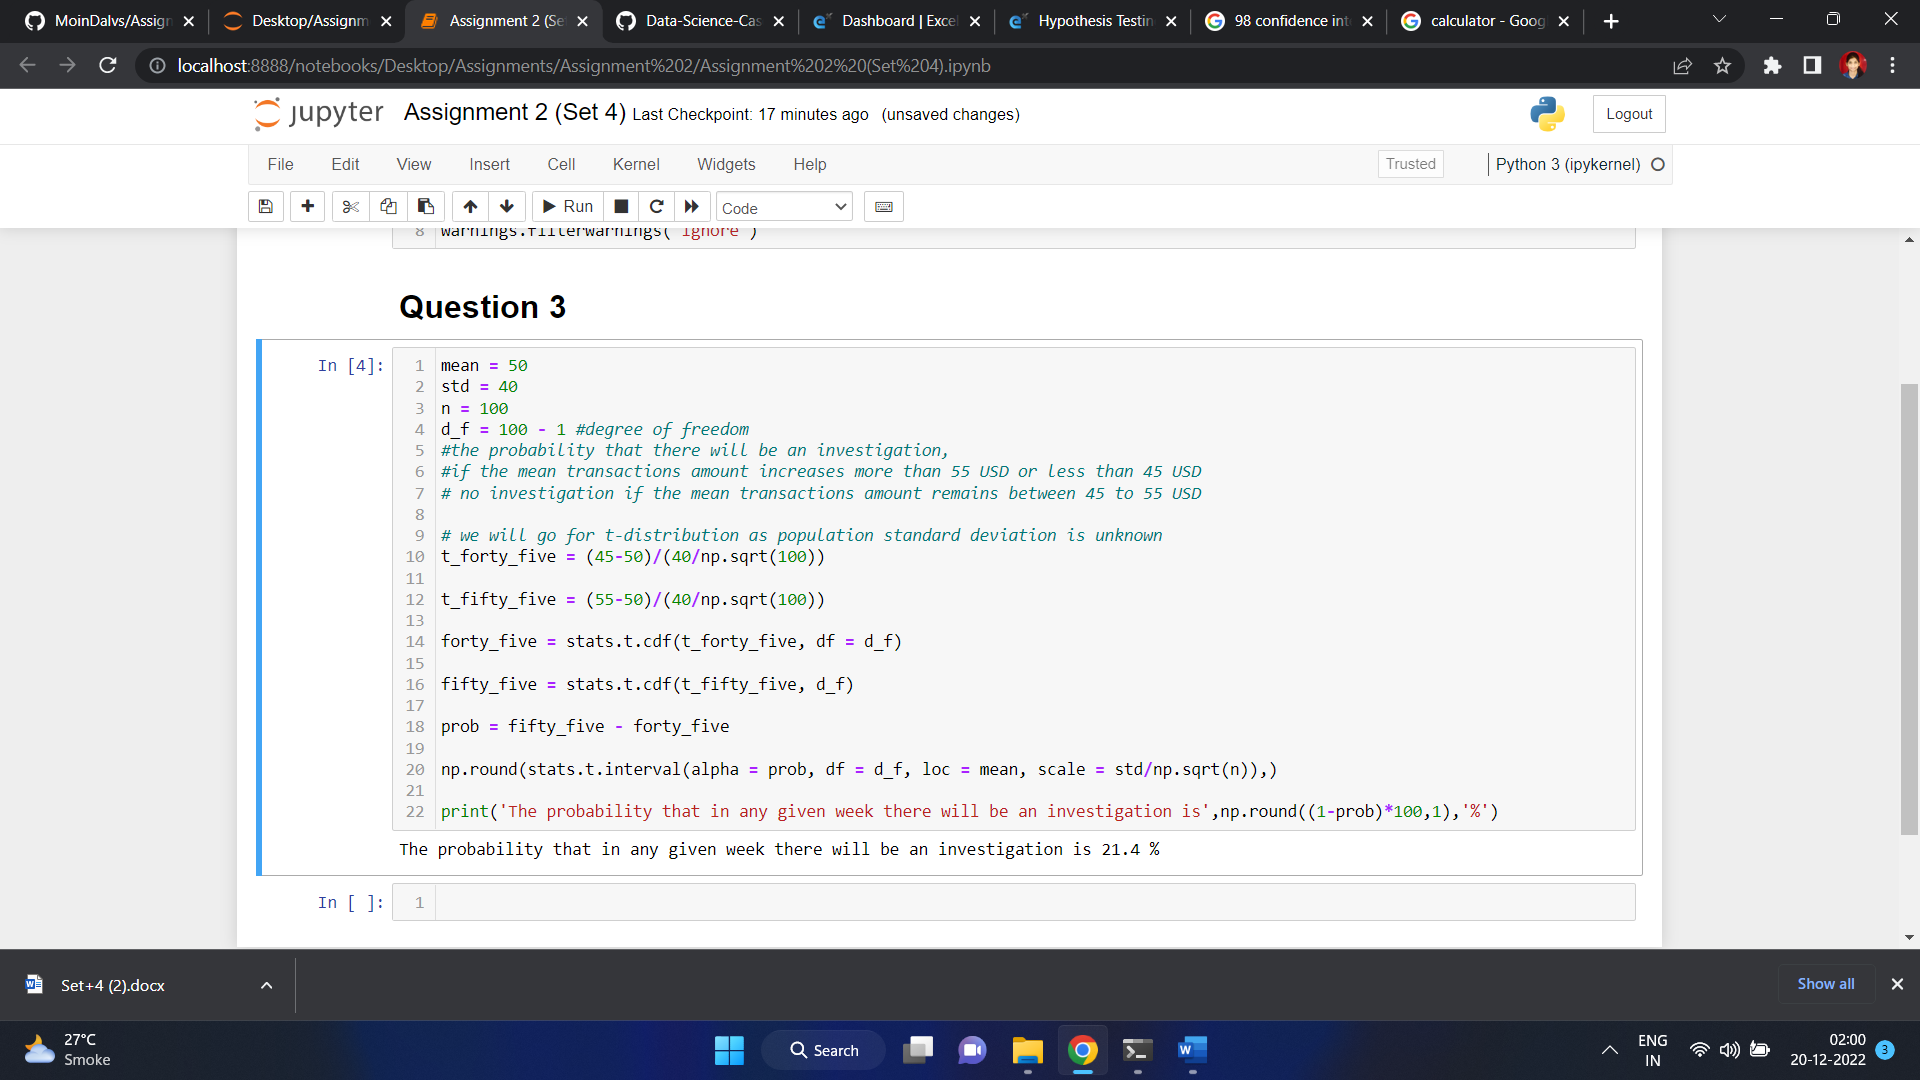 MoinDalvs/Assign
Desktop/Assignm
Assignment 2 (Se
Data-Science-Cas
Dashboard | Excel
Hypothesis Testin
98 confidence int
calculator - Goog
localhost:8888/notebooks/Desktop/Assignments/Assignment%202/Assignment%202%20(Set%204).ipynb
jupyter Assignment 2 (Set 4) Last Checkpoint: 17 minutes ago (unsaved changes)
Logout
File Edit View Insert Cell Kernel Widgets Help
Trusted
Python 3 (ipykernel)
Run
Code
8 warnings.filterwarnings('ignore')
Question 3
In [4]:
1 mean = 50
2 std = 40
3 n = 100
4 d_f = 100 - 1 #degree of freedom
5 #the probability that there will be an investigation,
6 #if the mean transactions amount increases more than 55 USD or less than 45 USD
7 # no investigation if the mean transactions amount remains between 45 to 55 USD
8
9 # we will go for t-distribution as population standard deviation is unknown
10 t_forty_five = (45-50)/(40/np.sqrt(100))
11
12 t_fifty_five = (55-50)/(40/np.sqrt(100))
13
14 forty_five = stats.t.cdf(t_forty_five, df = d_f)
15
16 fifty_five = stats.t.cdf(t_fifty_five, d_f)
17
18 prob = fifty_five - forty_five
19
20 np.round(stats.t.interval(alpha = prob, df = d_f, loc = mean, scale = std/np.sqrt(n)),)
21
22 print('The probability that in any given week there will be an investigation is',np.round((1-prob)*100,1),'%')
The probability that in any given week there will be an investigation is 21.4 %
In [ ]:
1
Set+4 (2).docx
Show all
27°C
Smoke
Search
ENG
IN
02:00
20-12-2022
3